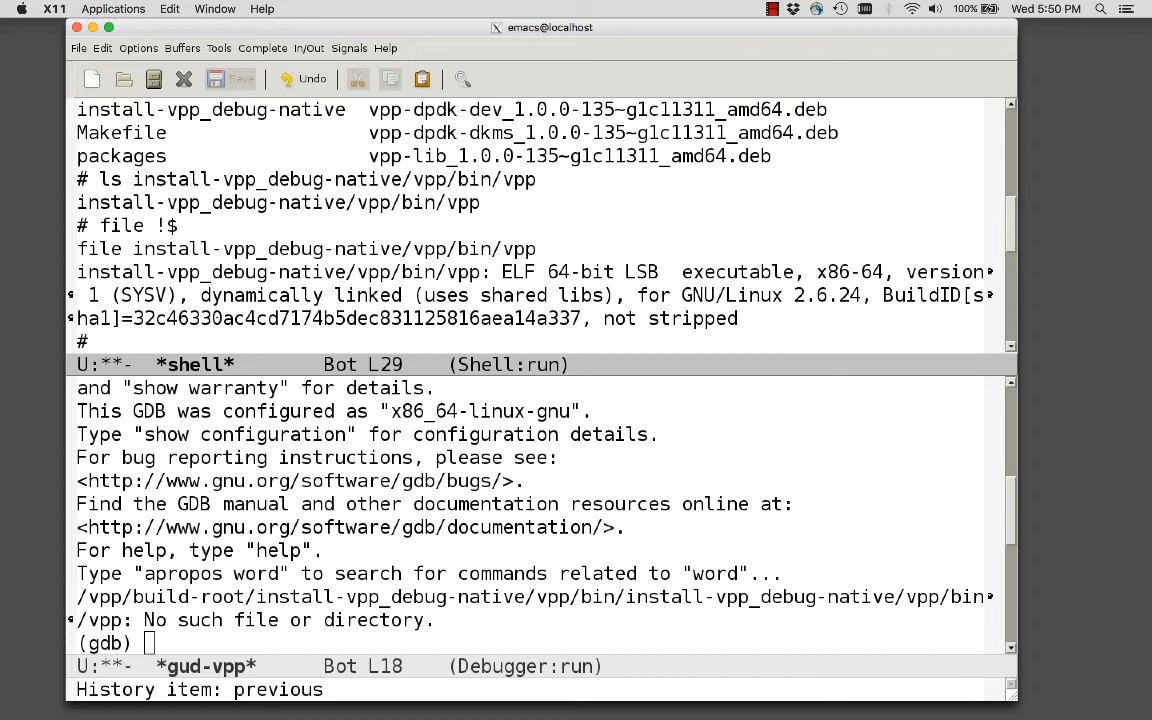 X11 Applications Edit Window Help 100% Wed 5:50 PM
emacs@localhost
File Edit Options Buffers Tools Complete In/Out Signals Help
Save Undo
install-vpp_debug-native vpp-dpdk-dev_1.0.0-135~g1c11311_amd64.deb
Makefile vpp-dpdk-dkms_1.0.0-135~g1c11311_amd64.deb
packages vpp-lib_1.0.0-135~g1c11311_amd64.deb
# ls install-vpp_debug-native/vpp/bin/vpp
install-vpp_debug-native/vpp/bin/vpp
# file !$
file install-vpp_debug-native/vpp/bin/vpp
install-vpp_debug-native/vpp/bin/vpp: ELF 64-bit LSB  executable, x86-64, version
 1 (SYSV), dynamically linked (uses shared libs), for GNU/Linux 2.6.24, BuildID[s
ha1]=32c46330ac4cd7174b5dec831125816aea14a337, not stripped
#
U:**-  *shell*        Bot L29    (Shell:run)
and "show warranty" for details.
This GDB was configured as "x86_64-linux-gnu".
Type "show configuration" for configuration details.
For bug reporting instructions, please see:
<http://www.gnu.org/software/gdb/bugs/>.
Find the GDB manual and other documentation resources online at:
<http://www.gnu.org/software/gdb/documentation/>.
For help, type "help".
Type "apropos word" to search for commands related to "word"...
/vpp/build-root/install-vpp_debug-native/vpp/bin/install-vpp_debug-native/vpp/bin
/vpp: No such file or directory.
(gdb)
U:**-  *gud-vpp*      Bot L18    (Debugger:run)
History item: previous